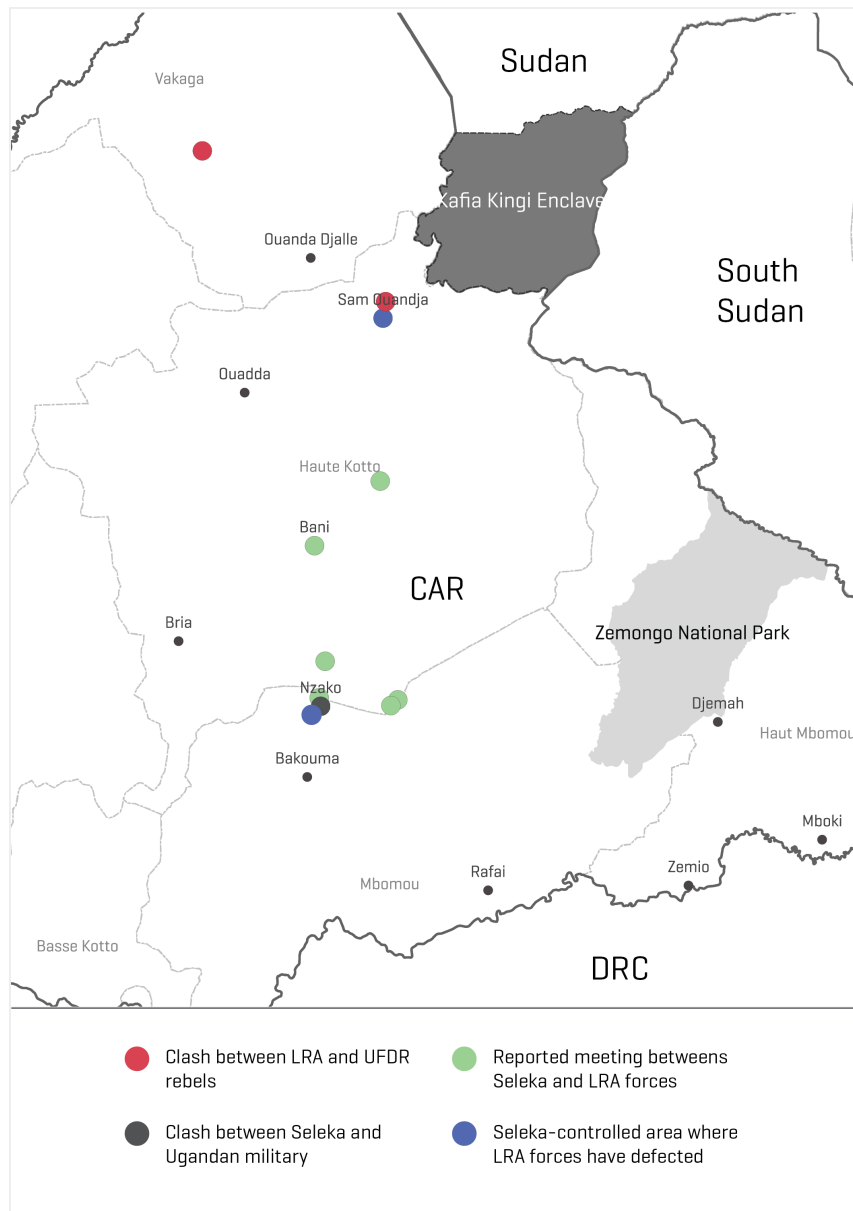 Sudan
Vakaga
Kafia Kingi Enclave
Ouanda Djalle
South
Sudan
Sam Ouandja
Ouadda
Haute Kotto
Bani
CAR
Bria
Zemongo National Park
Nzako
Djemah
Haut Mbomou
Bakouma
Mboki
Rafai
Zemio
Mbomou
Basse Kotto
DRC
Clash between LRA and UFDR
rebels
Reported meeting betweens
Seleka and LRA forces
Clash between Seleka and
Ugandan military
Seleka-controlled area where
LRA forces have defected